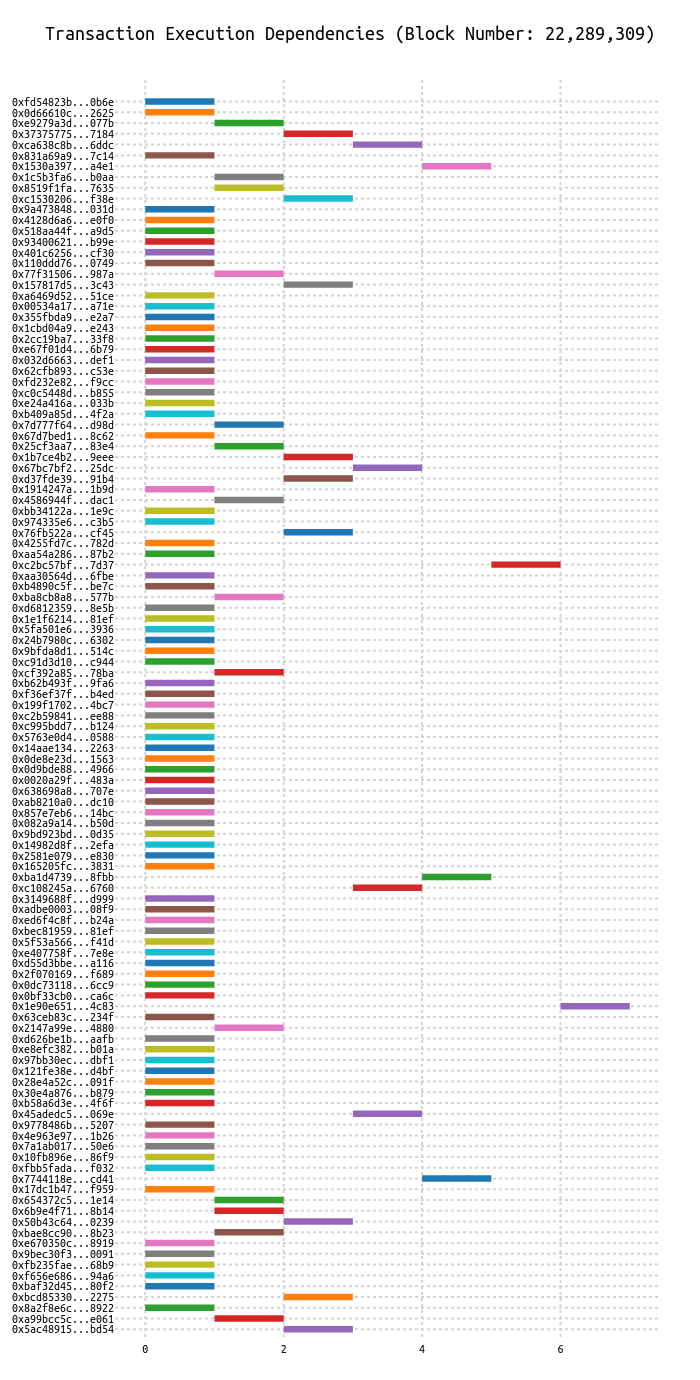 Transaction Execution Dependencies (Block Number: 22,289,309)
0xfd54823b...0b6e
0x0d66610c...2625
0xe9279a3d...077b
0x37375775...7184
0xca638c8b...6ddc
0x831a69a9...7c14
0x1530a397...a4e1
0x1c5b3fa6...b0aa
0x8519f1fa...7635
0xc1530206...f38e
0x9a473848...031d
0x4128d6a6...e0f0
0x518aa44f...a9d5
0x93400621...b99e
0x401c6256...cf30
0x110ddd76...0749
0x77f31506...987a
0x157817d5...3c43
0xa6469d52...51ce
0x00534a17...a71e
0x355fbda9...e2a7
0x1cbd04a9...e243
0x2cc19ba7...33f8
0xe67f01d4...6b79
0x032d6663...def1
0x62cfb893...c53e
0xfd232e82...f9cc
0xc0c5448d...b855
0xe24a416a...033b
0xb409a85d...4f2a
0x7d777f64...d98d
0x67d7bed1...8c62
0x25cf3aa7...83e4
0x1b7ce4b2...9eee
0x67bc7bf2...25dc
0xd37fde39...91b4
0x1914247a...1b9d
0x4586944f...dac1
0xbb34122a...1e9c
0x974335e6...c3b5
0x76fb522a...cf45
0x4255fd7c...782d
0xaa54a286...87b2
0xc2bc57bf...7d37
0xaa30564d...6fbe
0xb4890c5f...be7c
0xba8cb8a8...577b
0xd6812359...8e5b
0x1e1f6214...81ef
0x5fa501e6...3936
0x24b7980c...6302
0x9bfda8d1...514c
0xc91d3d10...c944
0xcf392a85...78ba
0xb62b493f...9fa6
0xf36ef37f...b4ed
0x199f1702...4bc7
0xc2b59841...ee88
0xc995bdd7...b124
0x5763e0d4...0588
0x14aae134...2263
0x0de8e23d...1563
0x0d9bde88...4966
0x0020a29f...483a
0x638698a8...707e
0xab8210a0...dc10
0x857e7eb6...14bc
0x082a9a14...b50d
0x9bd923bd...0d35
0x14982d8f...2efa
0x2581e079...e830
0x165205fc...3831
0xba1d4739...8fbb
0xc108245a...6760
0x3149688f...d999
0xadbe0003...08f9
0xed6f4c8f...b24a
0xbec81959...81ef
0x5f53a566...f41d
0xe407758f...7e8e
0xd55d3bbe...a116
0x2f070169...f689
0x0dc73118...6cc9
0x0bf33cb0...ca6c
0x1e90e651...4c83
0x63ceb83c...234f
0x2147a99e...4880
0xd626be1b...aafb
0xe8efc382...b01a
0x97bb30ec...dbf1
0x121fe38e...d4bf
0x28e4a52c...091f
0x30e4a876...b879
0xb58a6d3e...4f6f
0x45adedc5...069e
0x9778486b...5207
0x4e963e97...1b26
0x7a1ab017...50e6
0x10fb896e...86f9
0xfbb5fada...f032
0x7744118e...cd41
0x17dc1b47...f959
0x654372c5...1e14
0x6b9e4f71...8b14
0x50b43c64...0239
0xbae8cc90...8b23
0xe670350c...8919
0x9bec30f3...0091
0xfb235fae...68b9
0xf656e686...94a6
0xbaf32d45...80f2
0xbcd85330...2275
0x8a2f8e6c...8922
0xa99bcc5c...e061
0x5ac48915...bd54
0 2 4 6